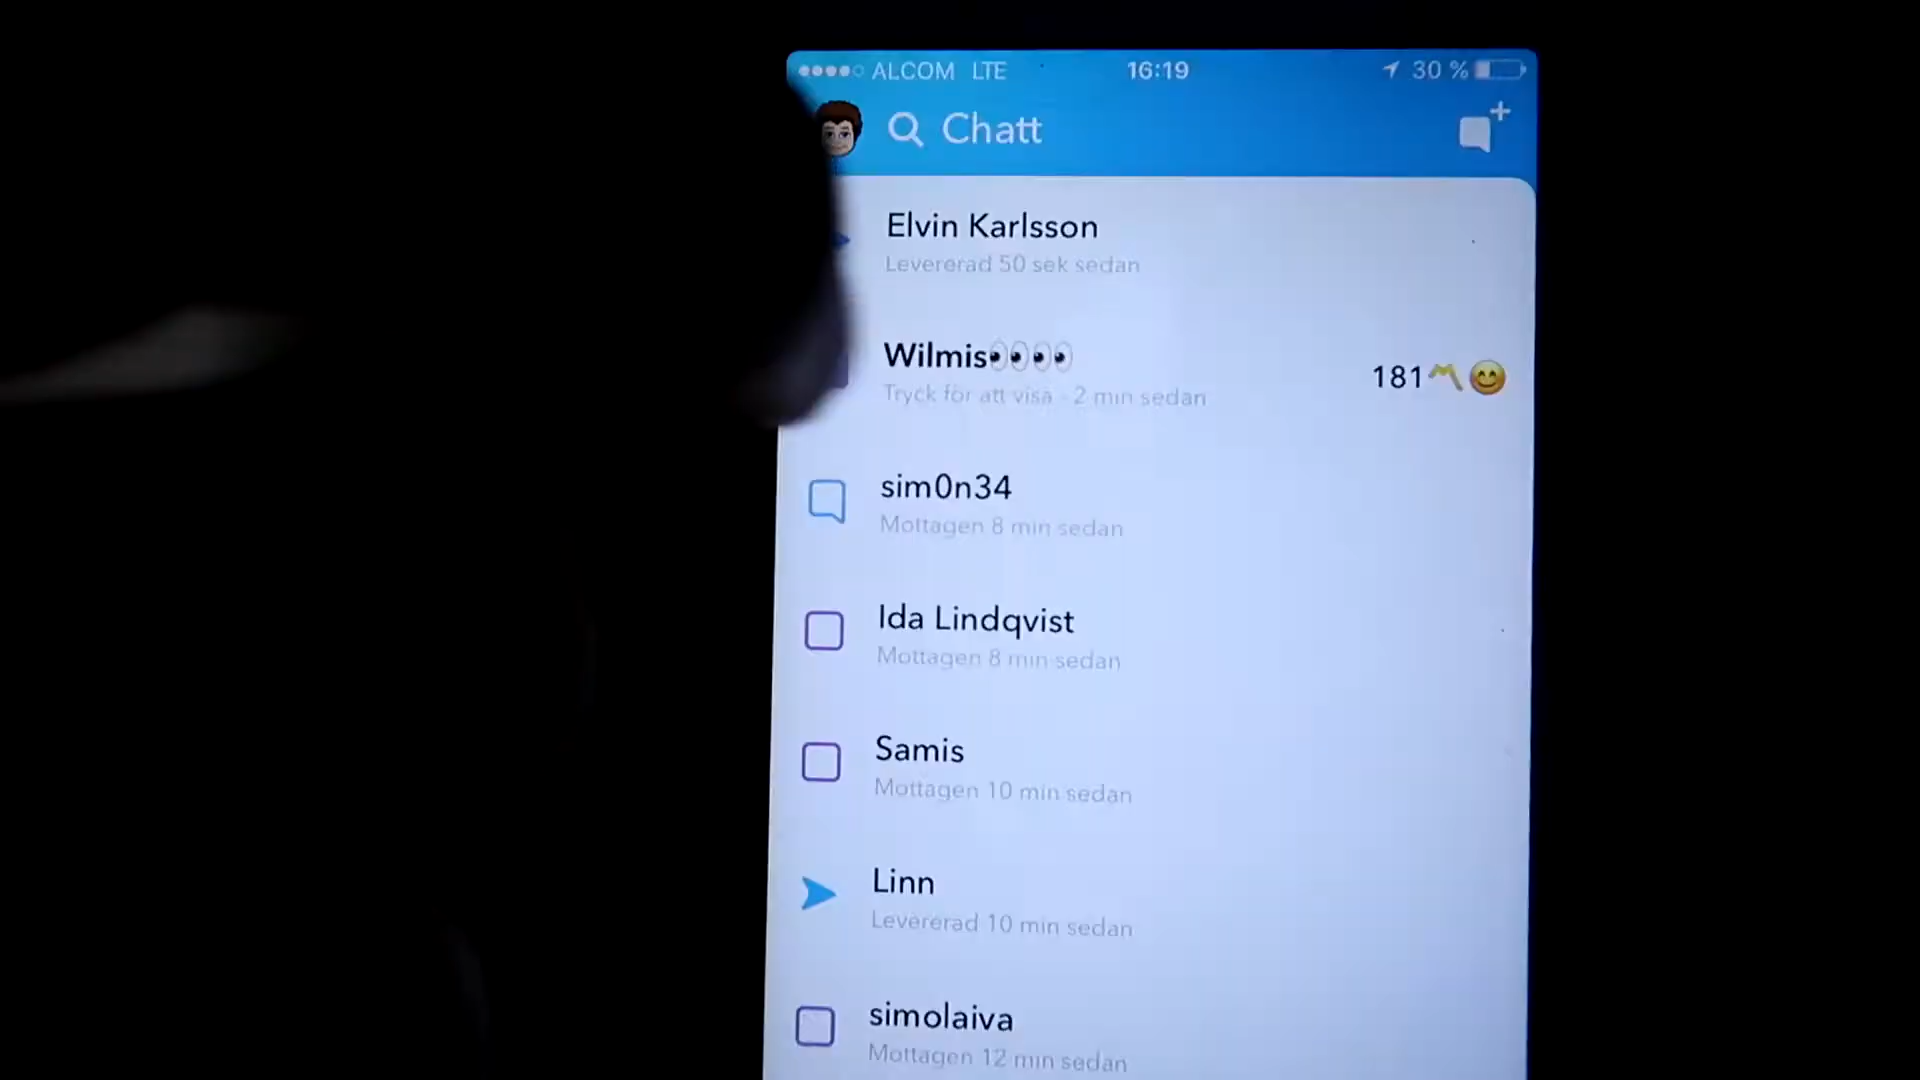 ALCOM LTE 16:19 30 %
Chatt
Elvin Karlsson
Levererad 50 sek sedan
Wilmis👀👀
Tryck för att visa - 2 min sedan
181
sim0n34
Mottagen 8 min sedan
Ida Lindqvist
Mottagen 8 min sedan
Samis
Mottagen 10 min sedan
Linn
Levererad 10 min sedan
simolaiva
Mottagen 12 min sedan